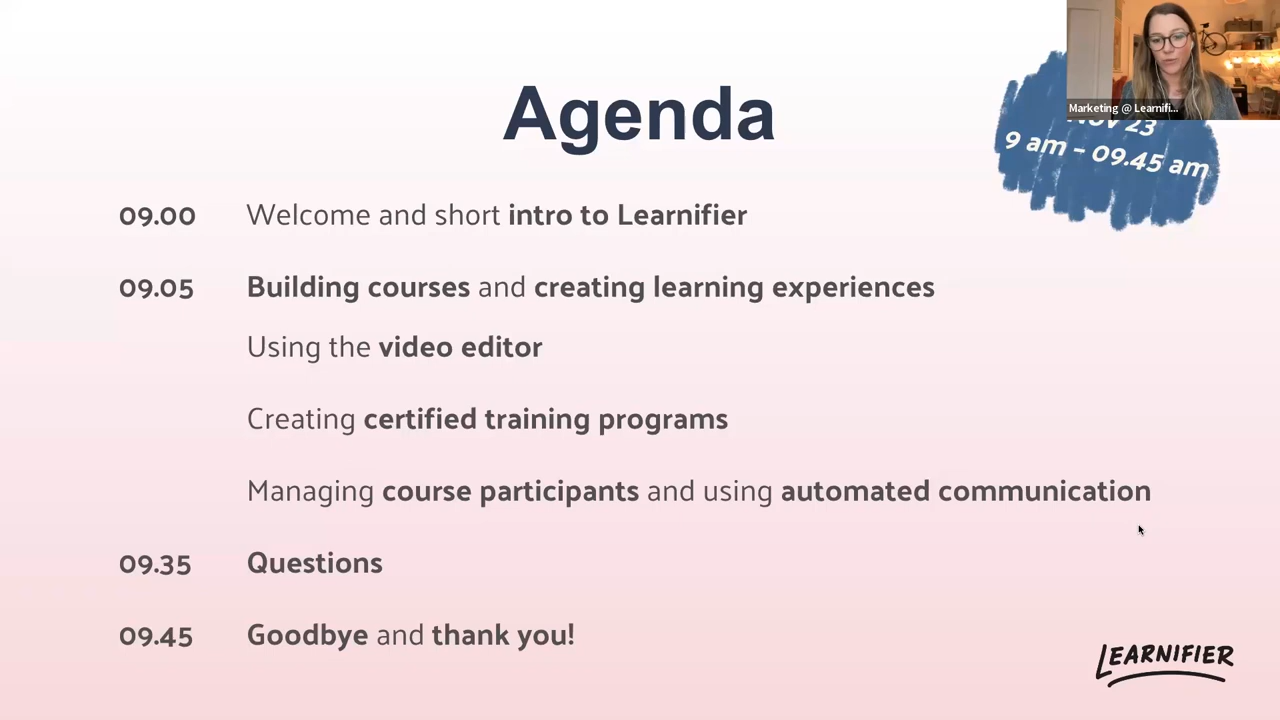 Agenda
Marketing @ Learnifi...
NOV 23
9 am – 09.45 am
09.00 Welcome and short intro to Learnifier
09.05 Building courses and creating learning experiences
Using the video editor
Creating certified training programs
Managing course participants and using automated communication
09.35 Questions
09.45 Goodbye and thank you!
LEARNIFIER